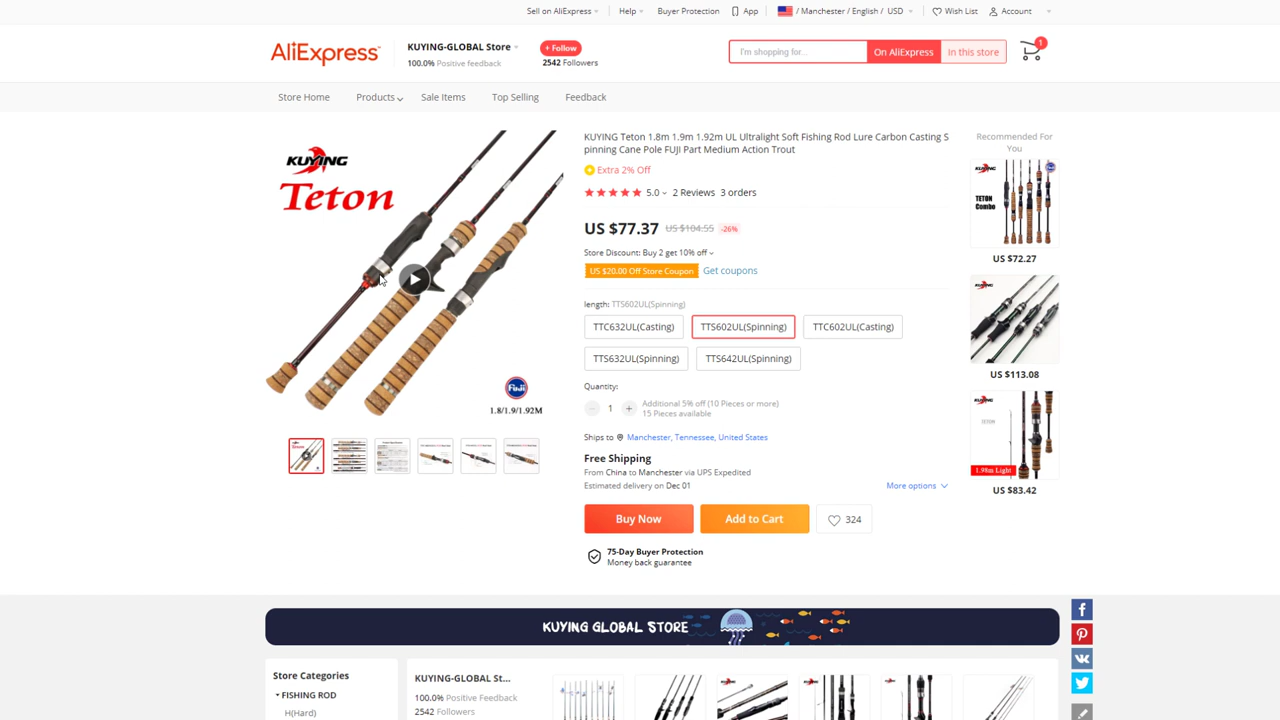 Sell on AliExpress
Help
Buyer Protection
App
/ Manchester / English / USD
Wish List
Account
AliExpress
KUYING-GLOBAL Store
100.0% Positive feedback
+ Follow
2542 Followers
I'm shopping for...
On AliExpress
In this store
1
Store Home
Products
Sale Items
Top Selling
Feedback
KUYING
Teton
Fuji
1.8/1.9/1.92M
KUYING Teton 1.8m 1.9m 1.92m UL Ultralight Soft Fishing Rod Lure Carbon Casting S
pinning Cane Pole FUJI Part Medium Action Trout
Extra 2% Off
5.0
2 Reviews
3 orders
US $77.37
US $104.55
-26%
Store Discount: Buy 2 get 10% off
US $20.00 Off Store Coupon
Get coupons
length: TTS602UL(Spinning)
TTC632UL(Casting)
TTS602UL(Spinning)
TTC602UL(Casting)
TTS632UL(Spinning)
TTS642UL(Spinning)
Quantity:
1
Additional 5% off (10 Pieces or more)
15 Pieces available
Ships to
Manchester, Tennessee, United States
Free Shipping
From China to Manchester via UPS Expedited
Estimated delivery on Dec 01
More options
Buy Now
Add to Cart
324
75-Day Buyer Protection
Money back guarantee
Recommended For
You
KUYING
TETON
Combo
US $72.27
KUYING
US $113.08
KUYING
TETON
1.98m Light
US $83.42
KUYING GLOBAL STORE
Store Categories
FISHING ROD
H(Hard)
KUYING-GLOBAL St...
100.0% Positive Feedback
2542 Followers